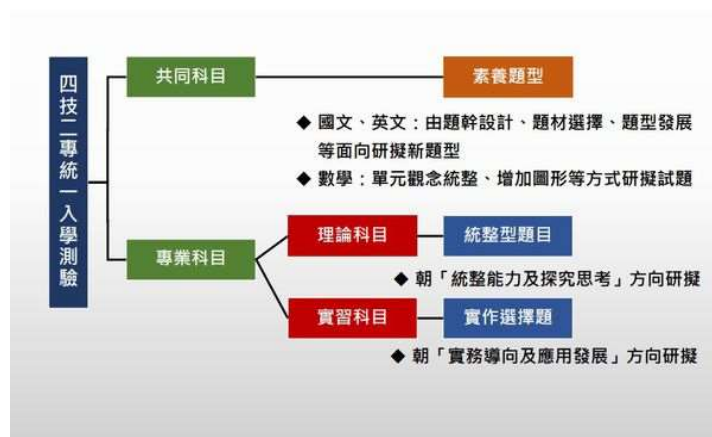 四技二專統一入學測驗
共同科目
素養題型
◆ 國文、英文：由題幹設計、題材選擇、題型發展
等面向研擬新題型
◆ 數學：單元觀念統整、增加圖形等方式研擬試題
專業科目
理論科目
統整型題目
◆ 朝「統整能力及探究思考」方向研擬
實習科目
實作選擇題
◆ 朝「實務導向及應用發展」方向研擬